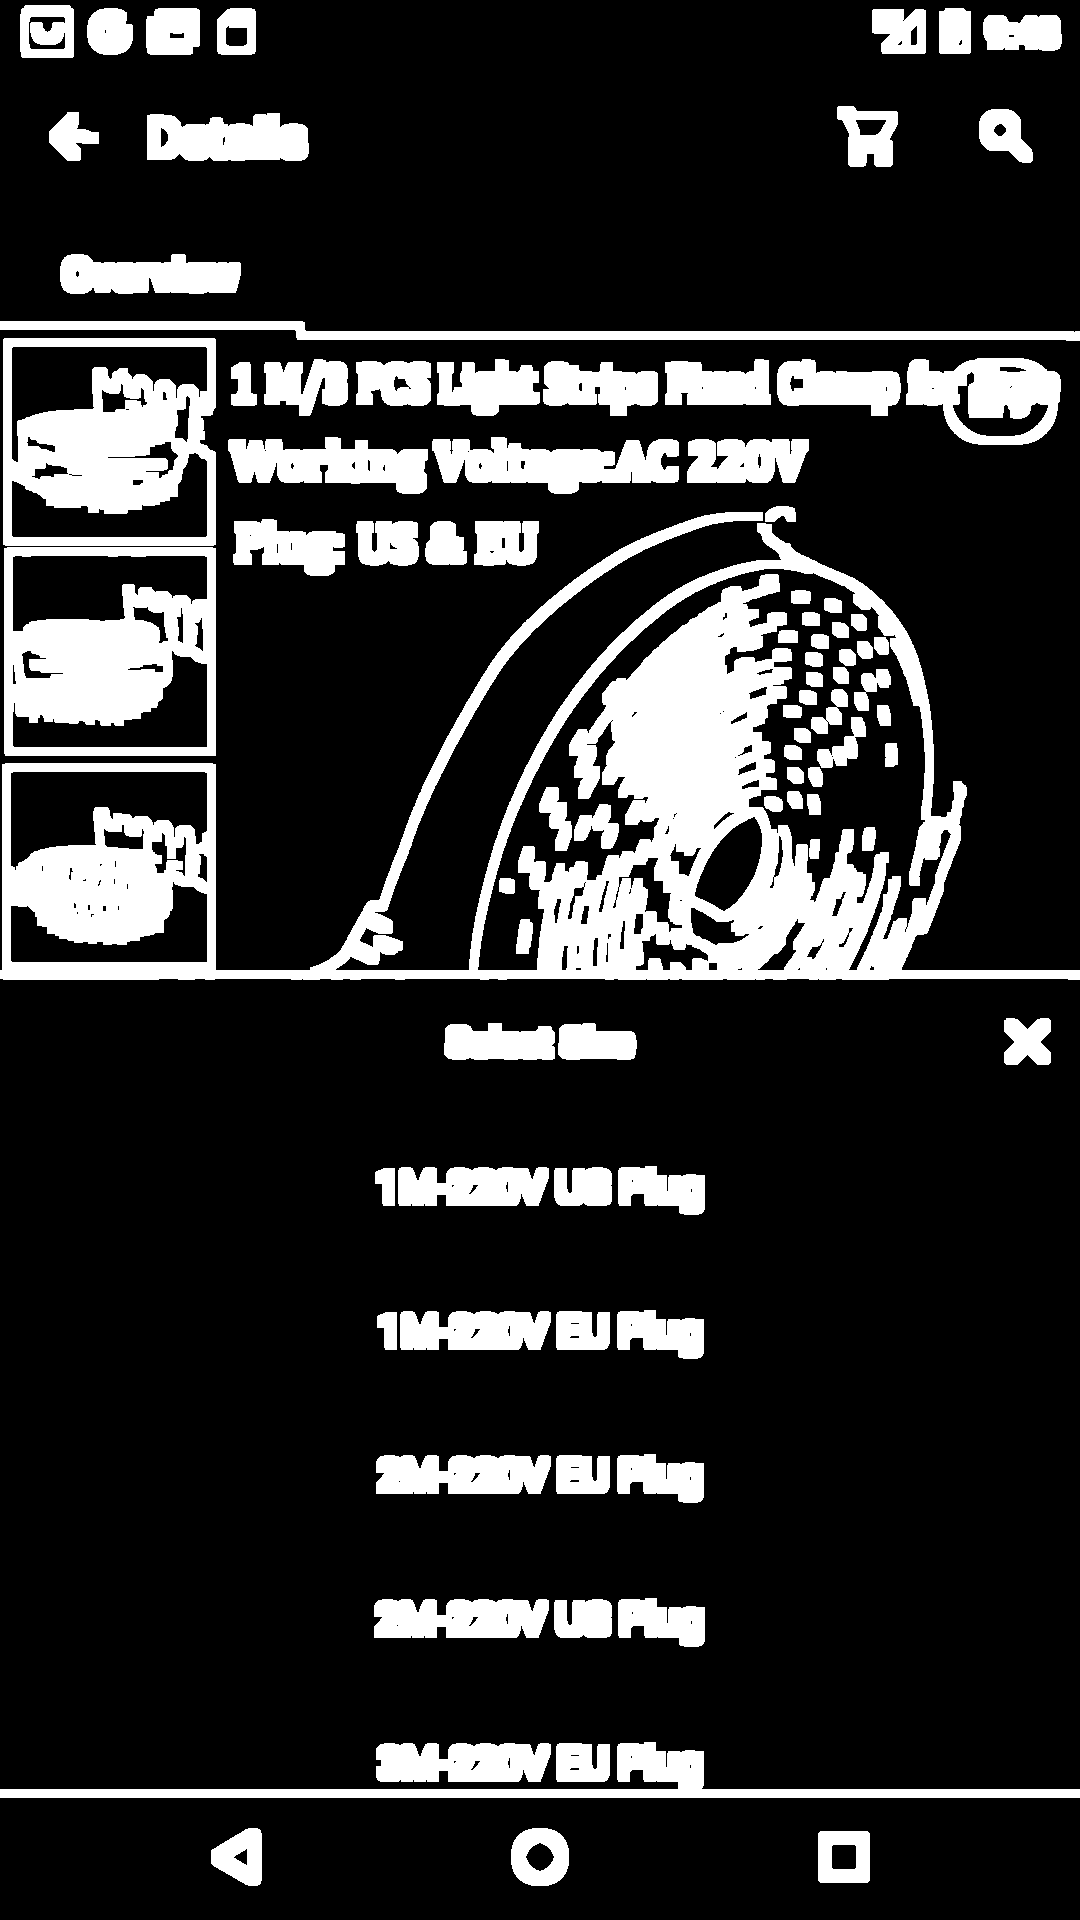 Details
Overview
1 M/3 PCS Light Strips Fixed Clamp for
Working Voltage:AC 220V
Plug: US & EU
Select Size
1M-220V US Plug
1M-220V EU Plug
2M-220V EU Plug
2M-220V US Plug
3M-220V EU Plug